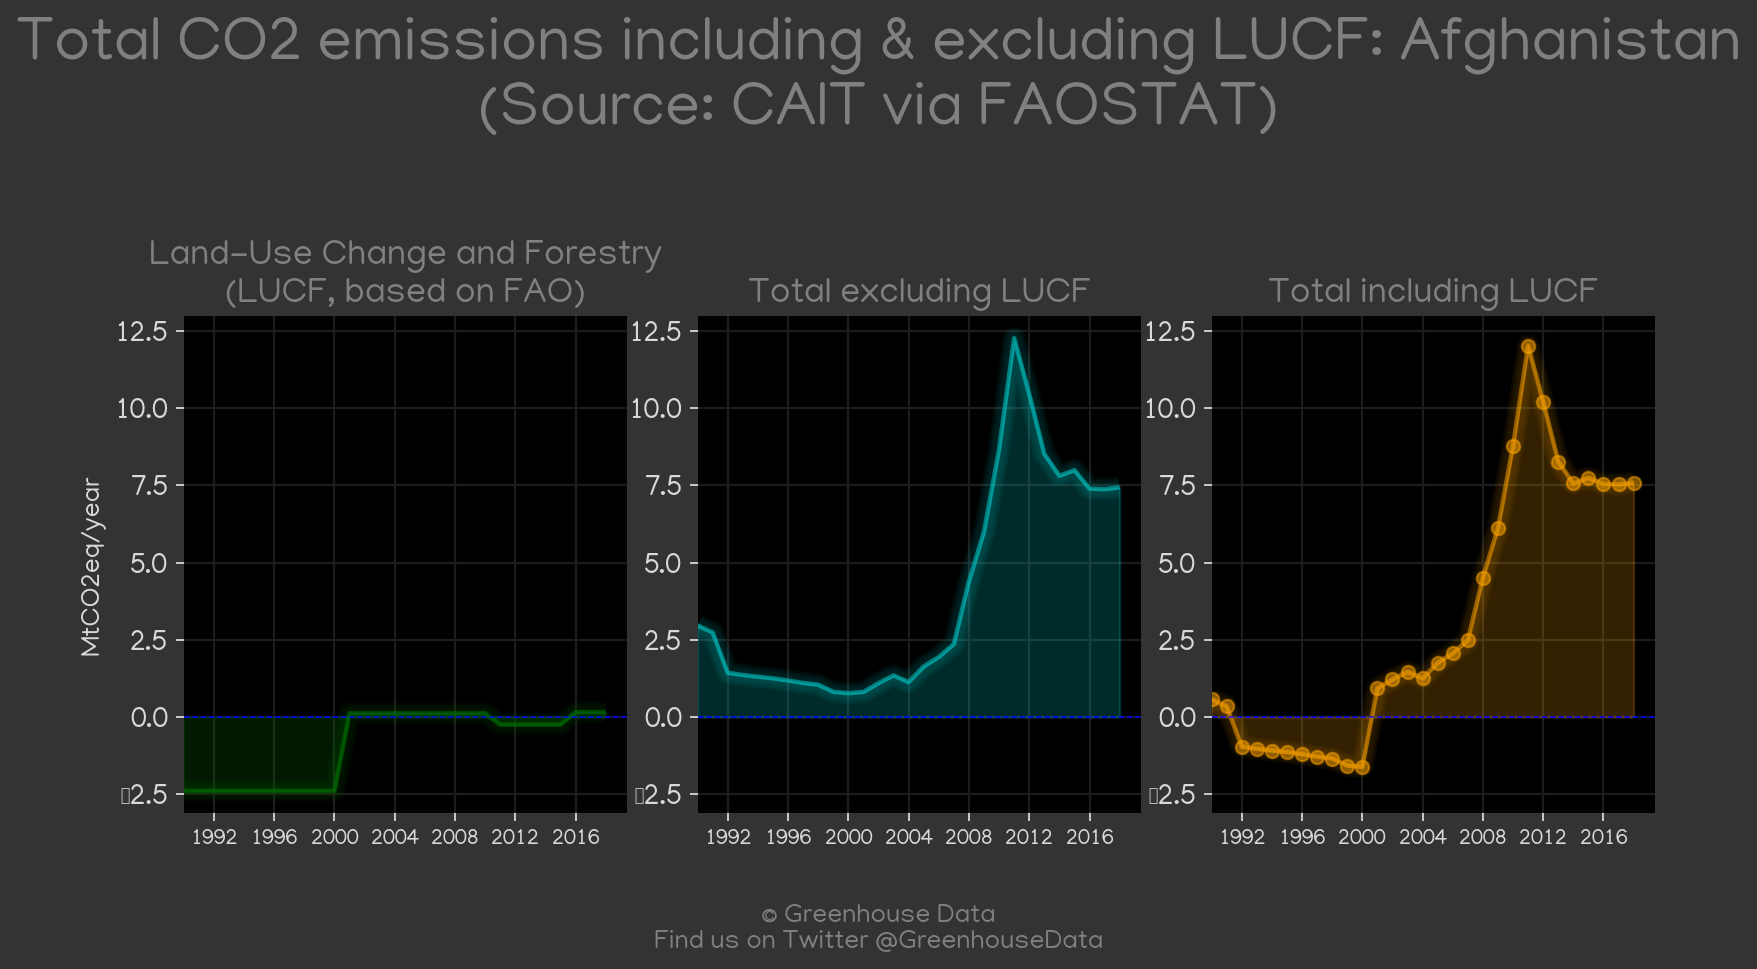 Total CO2 emissions including & excluding LUCF: Afghanistan
(Source: CAIT via FAOSTAT)
Land-Use Change and Forestry
(LUCF, based on FAO)
MtCO2eq/year
12.5
10.0
7.5
5.0
2.5
0.0
▯2.5
1992 1996 2000 2004 2008 2012 2016
Total excluding LUCF
12.5
10.0
7.5
5.0
2.5
0.0
▯2.5
1992 1996 2000 2004 2008 2012 2016
Total including LUCF
12.5
10.0
7.5
5.0
2.5
0.0
▯2.5
1992 1996 2000 2004 2008 2012 2016
© Greenhouse Data
Find us on Twitter @GreenhouseData